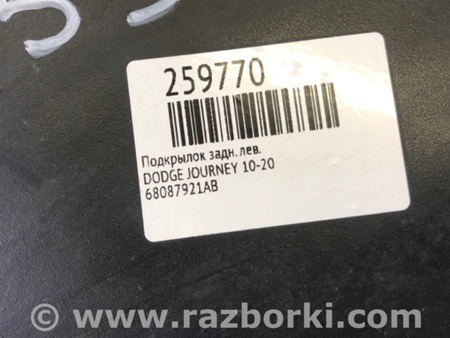 259770
Подкрылок задн. лев.
DODGE JOURNEY 10-20
68087921AB
© www.razborki.com